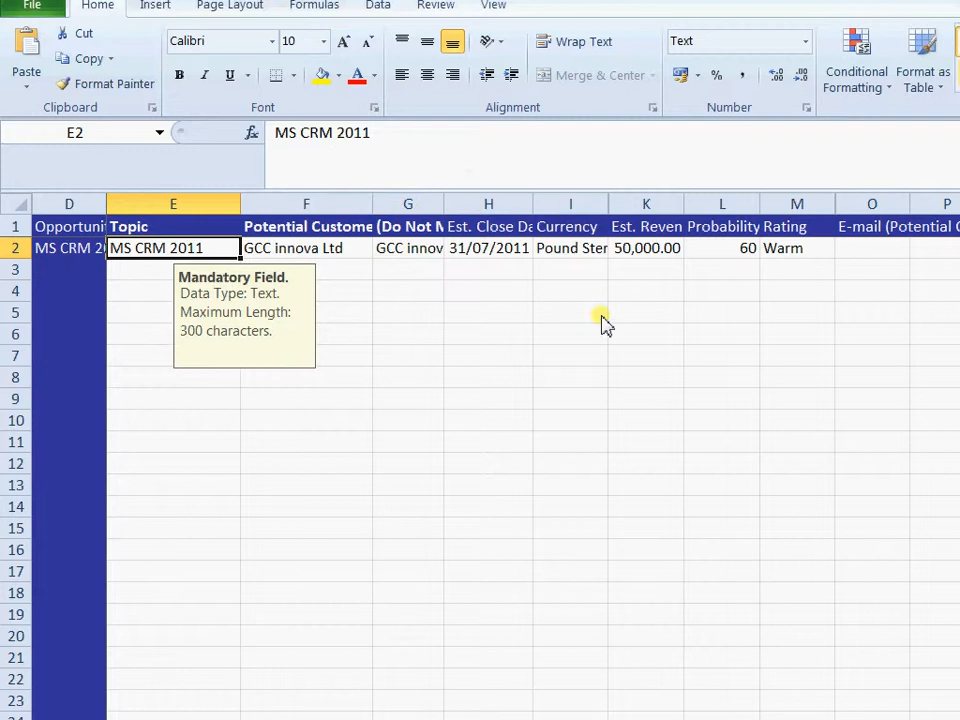 File Home Insert Page Layout Formulas Data Review View
Paste
Cut
Copy
Format Painter
Clipboard
Calibri 10 A A
B I U A
Font
Wrap Text
Merge & Center
Alignment
Text
% ,
Number
Conditional
Formatting
Format as
Table
E2 fx MS CRM 2011
D E F G H I K L M O P
1 Opportuni Topic Potential Custome (Do Not M Est. Close Da Currency Est. Reven Probability Rating E-mail (Potential C
2 MS CRM 2 MS CRM 2011 GCC innova Ltd GCC innov 31/07/2011 Pound Ster 50,000.00 60 Warm
Mandatory Field.
Data Type: Text.
Maximum Length:
300 characters.
3
4
5
6
7
8
9
10
11
12
13
14
15
16
17
18
19
20
21
22
23